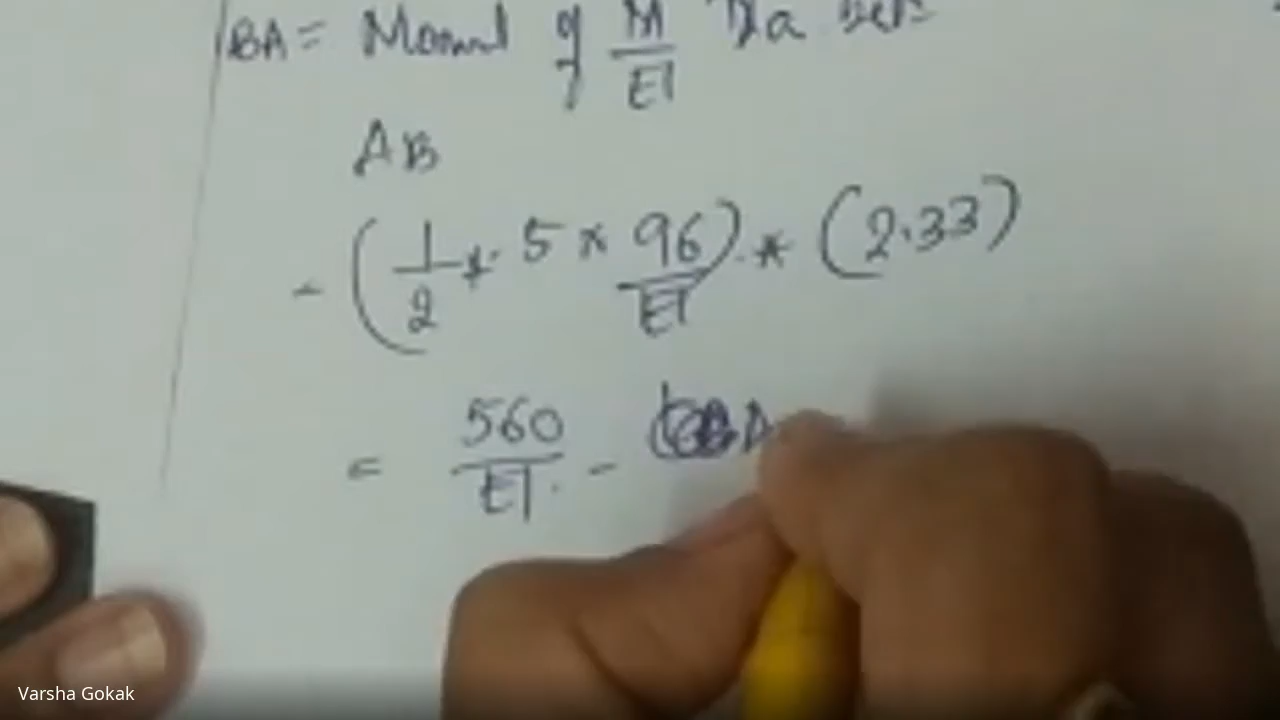 BA = Moment of M/EI
AB
- (1/2 * 5 * 96/EI) * (2.33)
= 560/EI -
Varsha Gokak